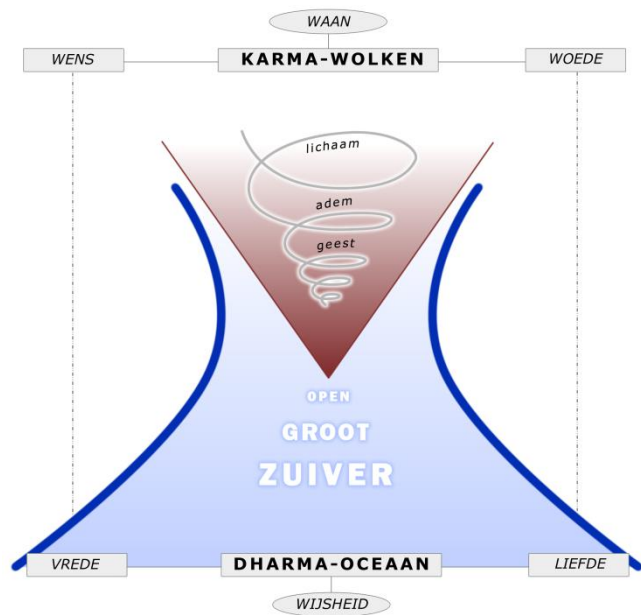 WAAN
WENS
KARMA-WOLKEN
WOEDE
lichaam
adem
geest
OPEN
GROOT
ZUIVER
VREDE
DHARMA-OCEAAN
LIEFDE
WIJSHEID